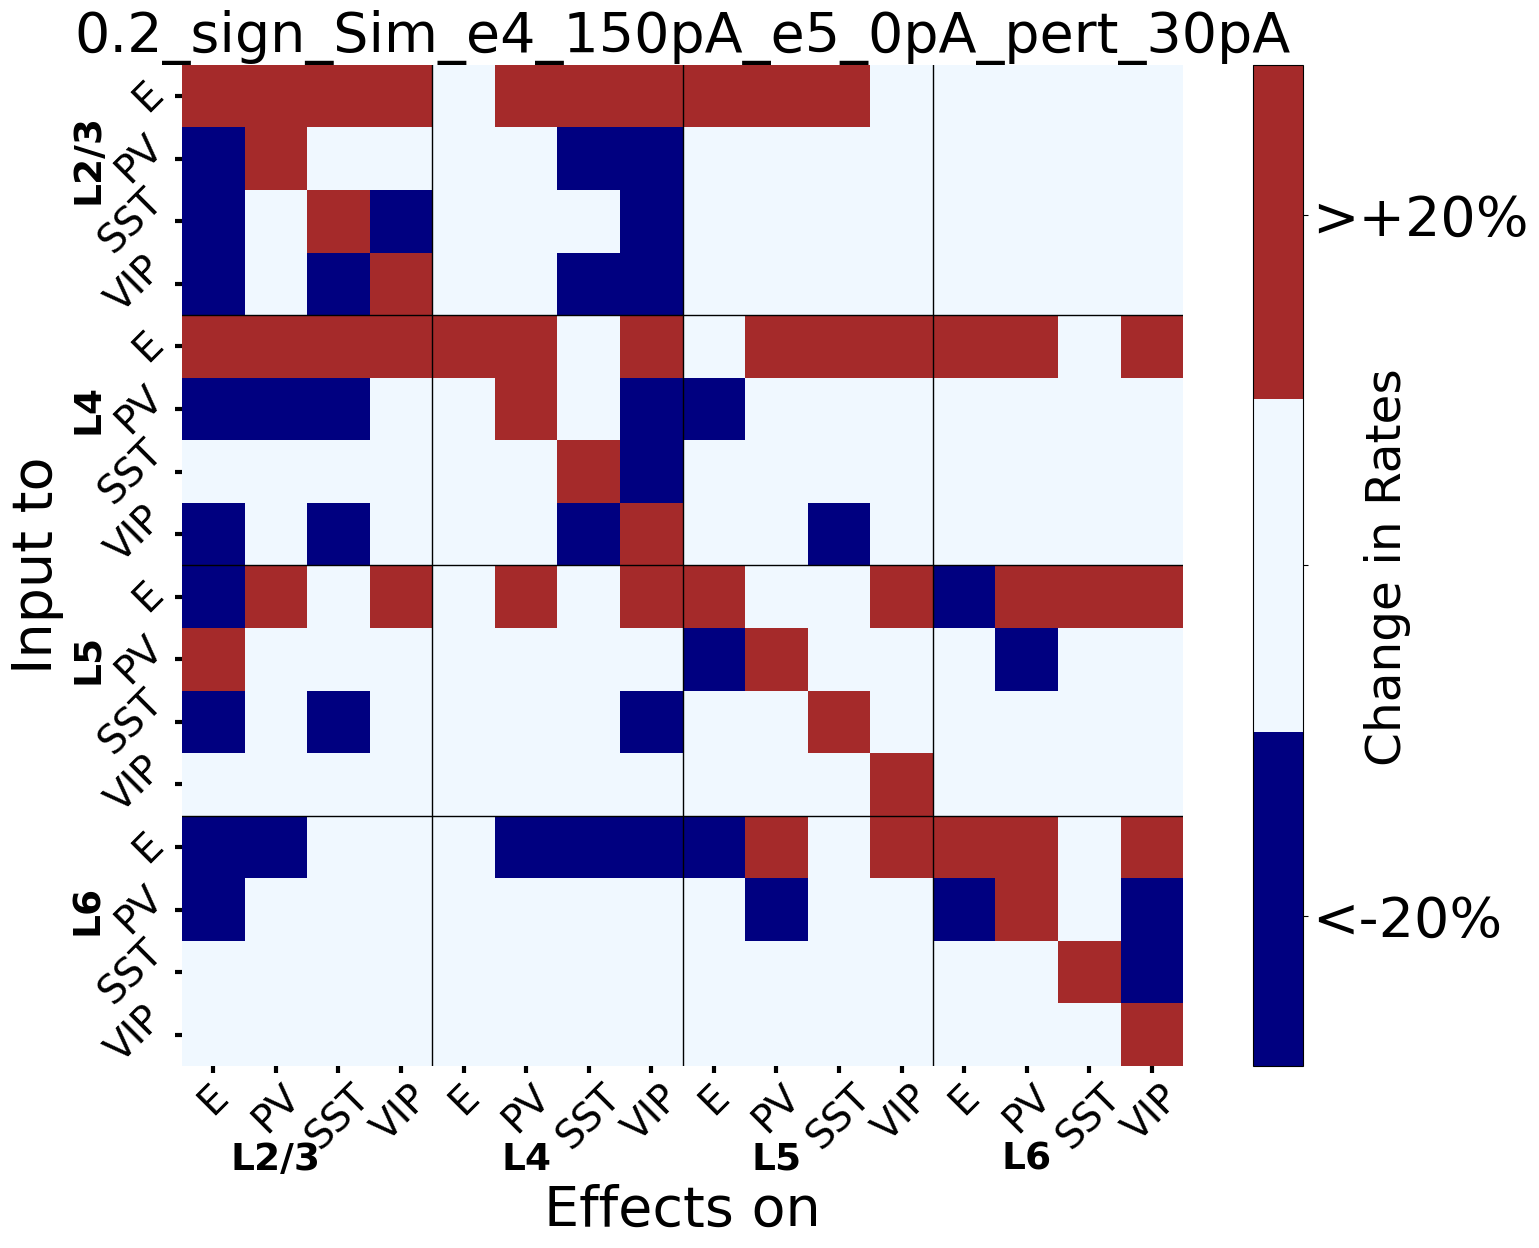 0.2_sign_Sim_e4_150pA_e5_0pA_pert_30pA
Input to
L2/3
E
PV
SST
VIP
L4
E
PV
SST
VIP
L5
E
PV
SST
VIP
L6
E
PV
SST
VIP
E
PV
SST
VIP
E
PV
SST
VIP
E
PV
SST
VIP
E
PV
SST
VIP
L2/3
L4
L5
L6
Effects on
>+20%
<-20%
Change in Rates